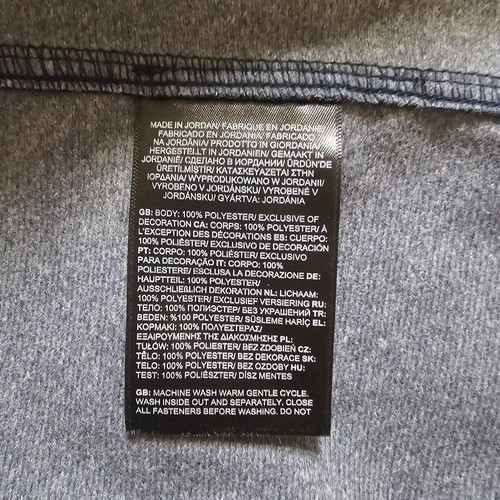 MADE IN JORDAN/ FABRIQUE EN JORDANIE/
FABRICADO EN JORDANIA/ FABRICADO
NA JORDÂNIA/ PRODOTTO IN GIORDANIA/
HERGESTELLT IN JORDANIEN/ GEMAAKT IN
JORDANIË/ СДЕЛАНО В ИОРДАНИИ/ ÜRDÜN'DE
ÜRETİLMİSTİR/ ΚΑΤΑΣΚΕΥΑΖΕΤΑΙ ΣΤΗΝ
ΙΟΡΔΑΝΙΑ/ WYPRODUKOWANO W JORDANII/
VYROBENO V JORDÁNSKU/ VYROBENÉ V
JORDÁNSKU/ GYÁRTVA: JORDÁNIA
GB: BODY: 100% POLYESTER/ EXCLUSIVE OF
DECORATION CA: CORPS: 100% POLYESTER/ À
L'EXCEPTION DES DÉCORATIONS ES: CUERPO:
100% POLIÉSTER/ EXCLUSIVO DE DECORACIÓN
PT: CORPO: 100% POLIÉSTER/ EXCLUSIVO
PARA DECORAÇÃO IT: CORPO: 100%
POLIESTERE/ ESCLUSA LA DECORAZIONE DE:
HAUPTTEIL: 100% POLYESTER/
AUSSCHLIEßLICH DEKORATION NL: LICHAAM:
100% POLYESTER/ EXCLUSIEF VERSIERING RU:
ТЕЛО: 100% ПОЛИЭСТЕР/ БЕЗ УКРАШЕНИЙ TR:
BEDEN: %100 POLYESTER/ SÜSLEME HARİÇ EL:
ΚΟΡΜΑΚΙ: 100% ΠΟΛΥΕΣΤΕΡΑΣ/
ΕΞΑΙΡΟΥΜΕΝΗΣ ΤΗΣ ΔΙΑΚΟΣΜΗΣΗΣ PL:
TUŁÓW: 100% POLIESTER/ BEZ ZDOBIEŃ CZ:
TĚLO: 100% POLYESTER/ BEZ DEKORACE SK:
TELO: 100% POLYESTER/ BEZ OZDOBY HU:
TEST: 100% POLIÉSZTER/ DÍSZ MENTES
GB: MACHINE WASH WARM GENTLE CYCLE.
WASH INSIDE OUT AND SEPARATELY. CLOSE
ALL FASTENERS BEFORE WASHING. DO NOT